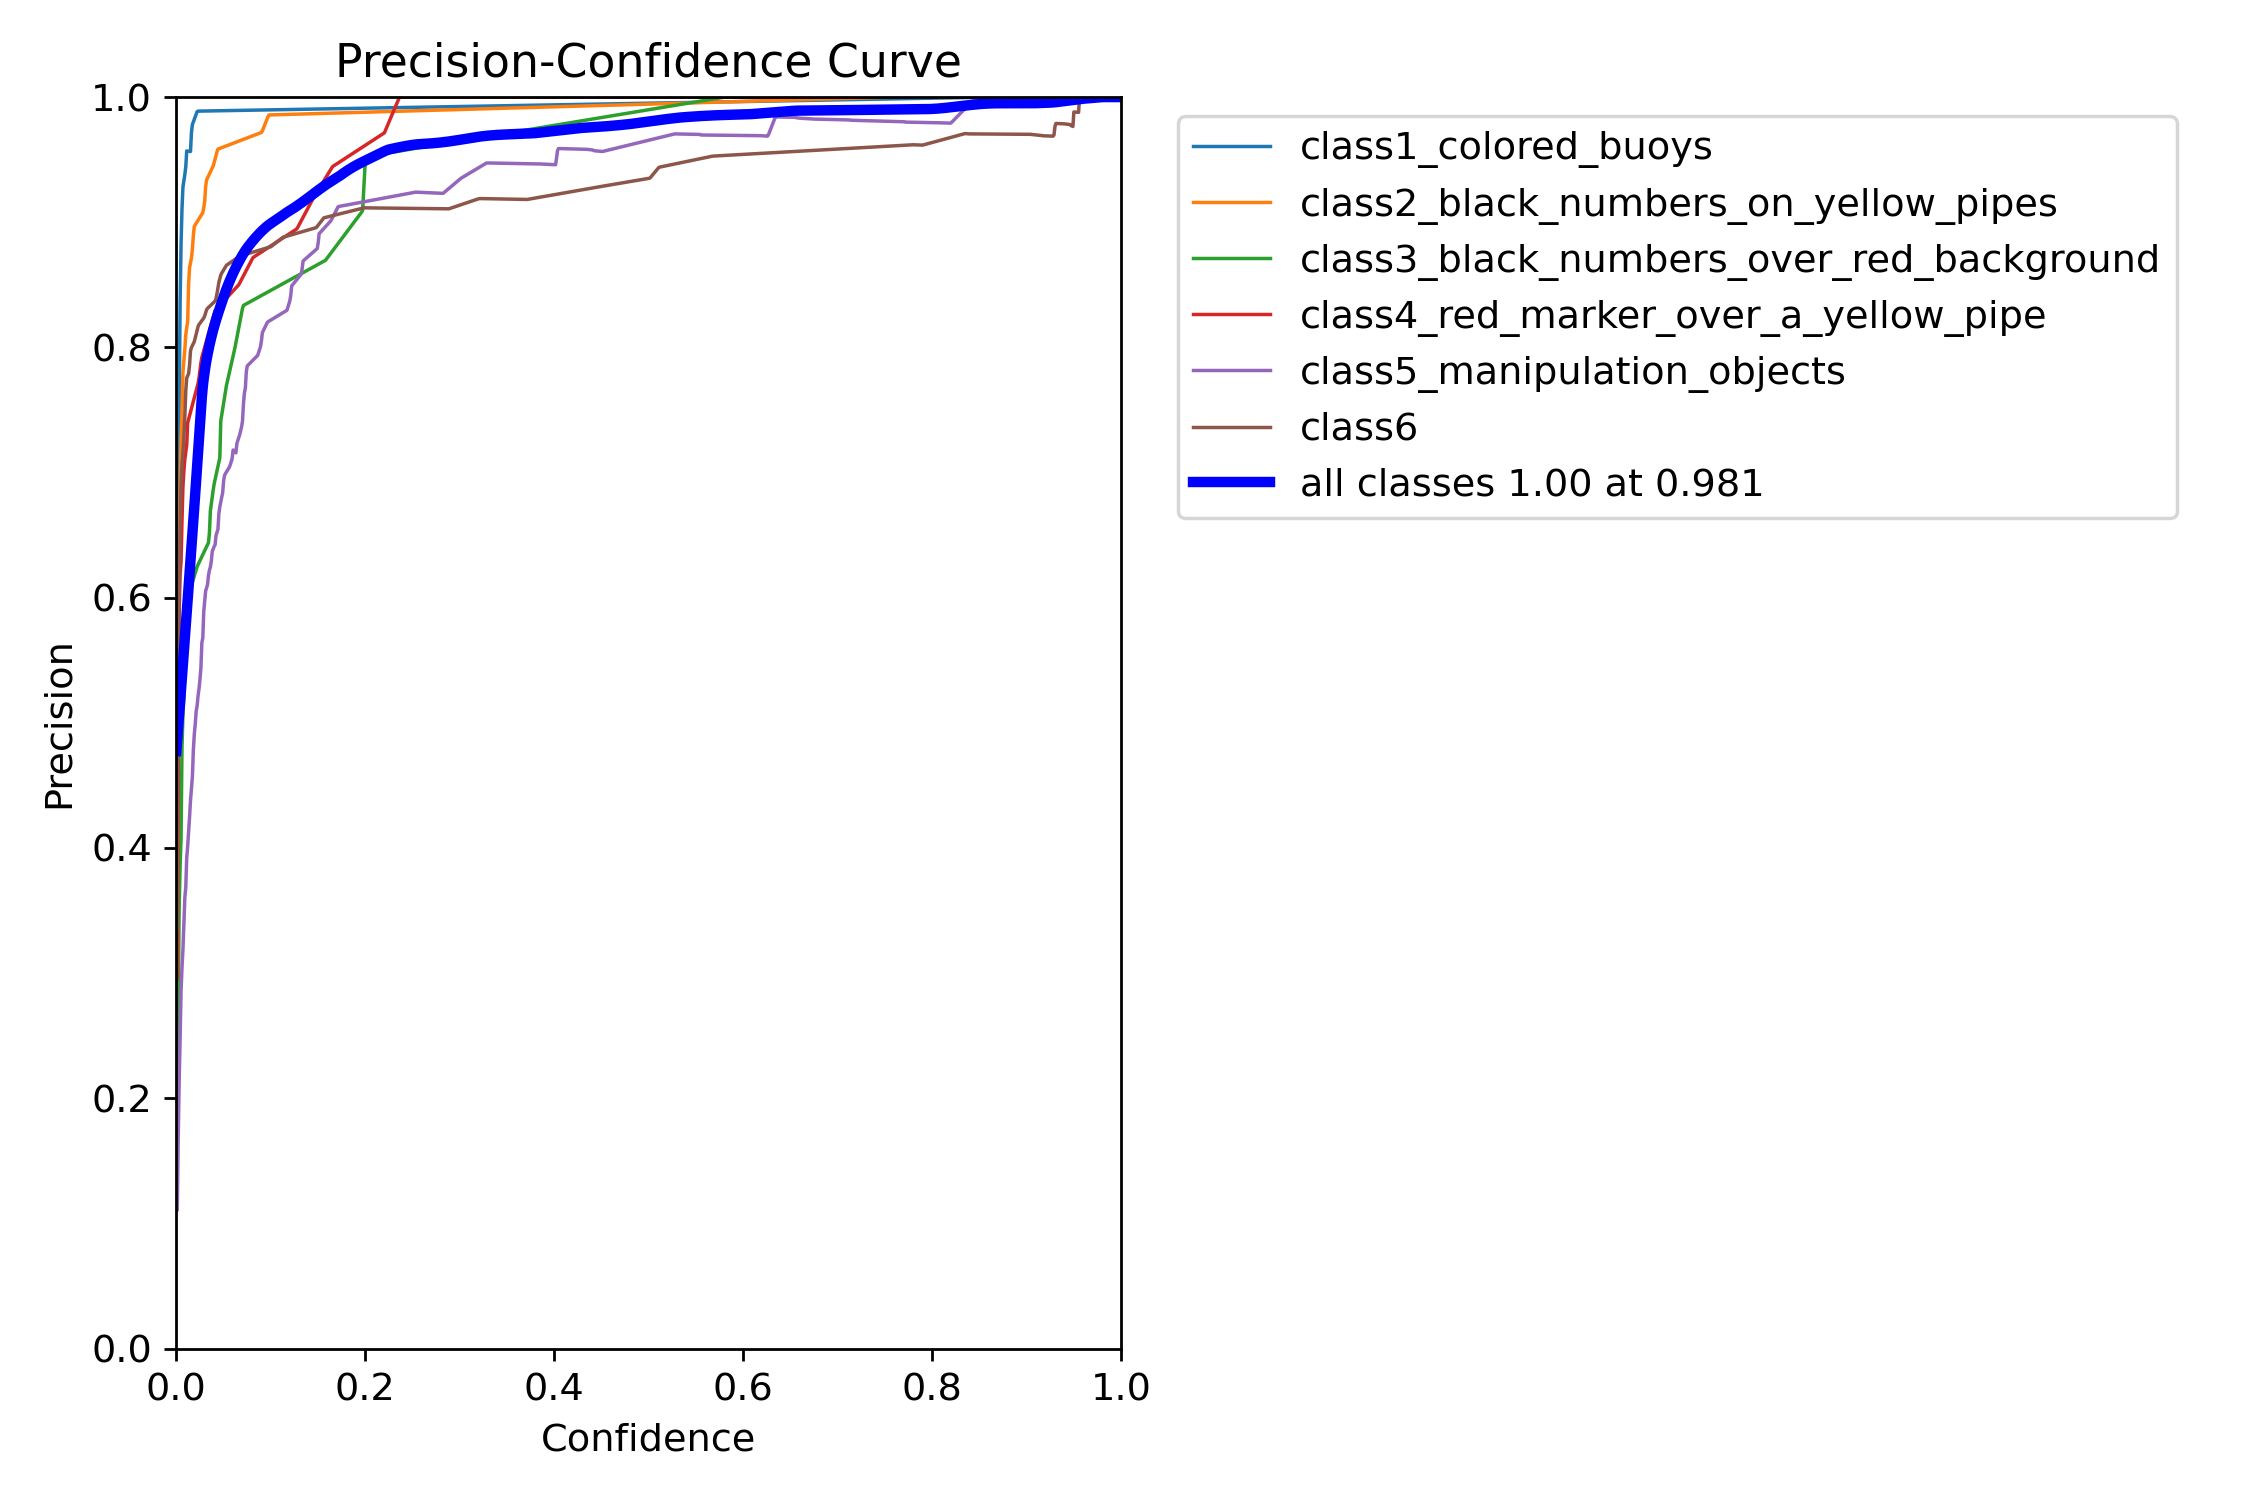 Precision-Confidence Curve
1.0
0.8
0.6
0.4
0.2
0.0
Precision
0.0 0.2 0.4 0.6 0.8 1.0
Confidence
class1_colored_buoys
class2_black_numbers_on_yellow_pipes
class3_black_numbers_over_red_background
class4_red_marker_over_a_yellow_pipe
class5_manipulation_objects
class6
all classes 1.00 at 0.981